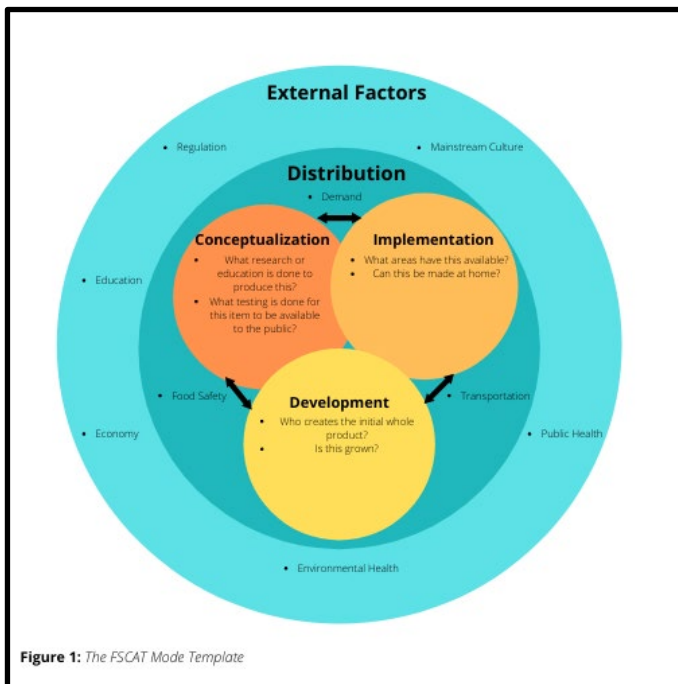 External Factors
• Regulation
• Mainstream Culture
Distribution
• Demand
Conceptualization
• What research or
education is done to
produce this?
• What testing is done for
this item to be available
to the public?
Implementation
• What areas have this available?
• Can this be made at home?
• Education
• Food Safety
• Transportation
Development
• Who creates the initial whole
product?
• Is this grown?
• Economy
• Public Health
• Environmental Health
Figure 1: The FSCAT Mode Template